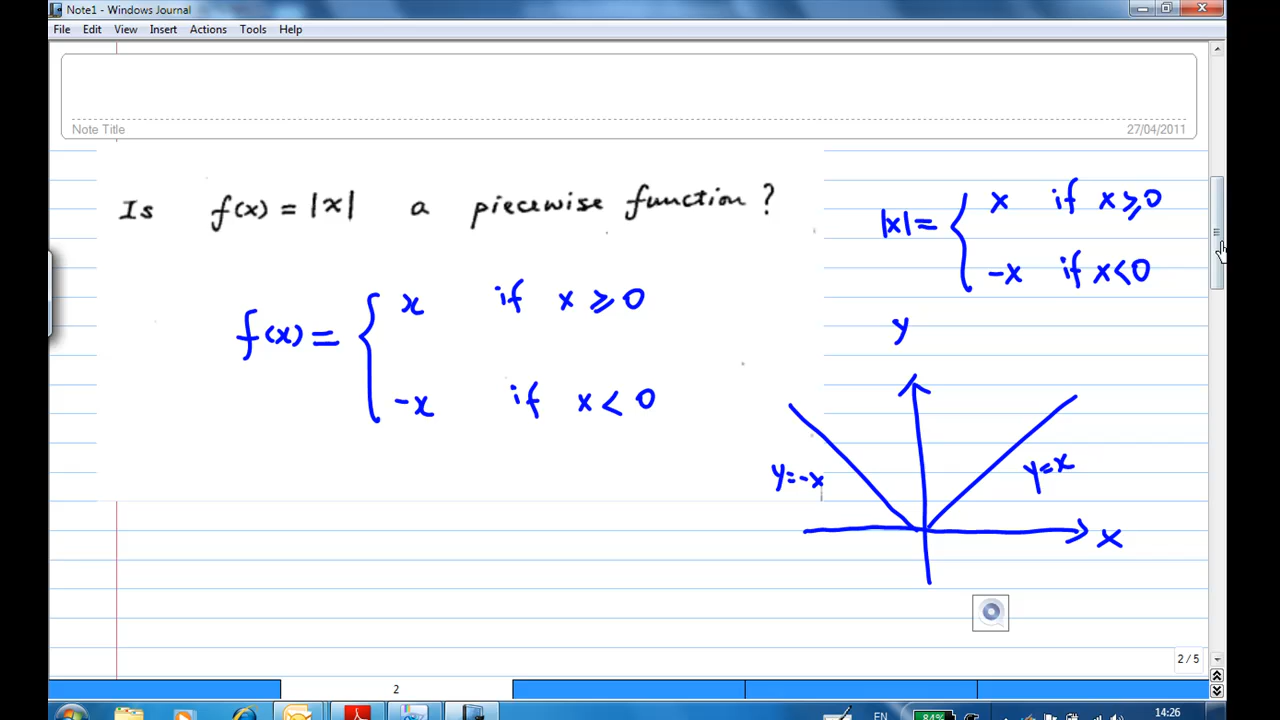 Note1 - Windows Journal
File Edit View Insert Actions Tools Help
Note Title
27/04/2011
Is f(x) = |x| a piecewise function ?
f(x) = { x if x ⩾ 0
-x if x < 0
|x| = { x if x ⩾ 0
-x if x < 0
y
y=-x
y=x
x
2 / 5
2
EN
84%
14:26